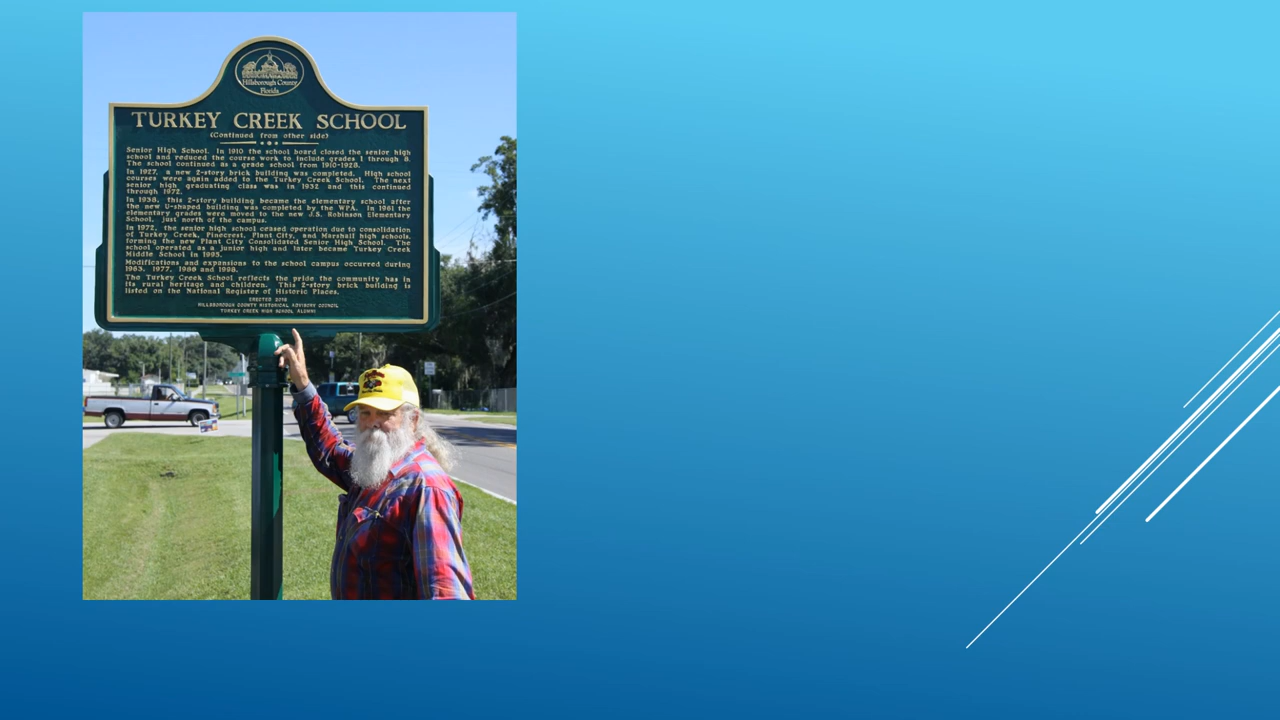 Hillsborough County
Florida
TURKEY CREEK SCHOOL
(Continued from other side)
Senior High School. In 1910 the school board closed the senior high
school and reduced the course work to include grades 1 through 8.
The school continued as a grade school from 1910-1928.
In 1927, a new 2-story brick building was completed. High school
courses were again added to the Turkey Creek School. The next
senior high graduating class was in 1932 and this continued
through 1972.
In 1938, this 2-story building became the elementary school after
the new U-shaped building was completed by the WPA. In 1961 the
elementary grades were moved to the new J.S. Robinson Elementary
School, just north of the campus.
In 1972, the senior high school ceased operation due to consolidation
of Turkey Creek, Pinecrest, Plant City, and Marshall high schools,
forming the new Plant City Consolidated Senior High School. The
school operated as a junior high and later became Turkey Creek
Middle School in 1995.
Modifications and expansions to the school campus occurred during
1963, 1977, 1986 and 1998.
The Turkey Creek School reflects the pride the community has in
its rural heritage and children. This 2-story brick building is
listed on the National Register of Historic Places.
ERECTED 2016
HILLSBOROUGH COUNTY HISTORICAL ADVISORY COUNCIL
TURKEY CREEK HIGH SCHOOL ALUMNI